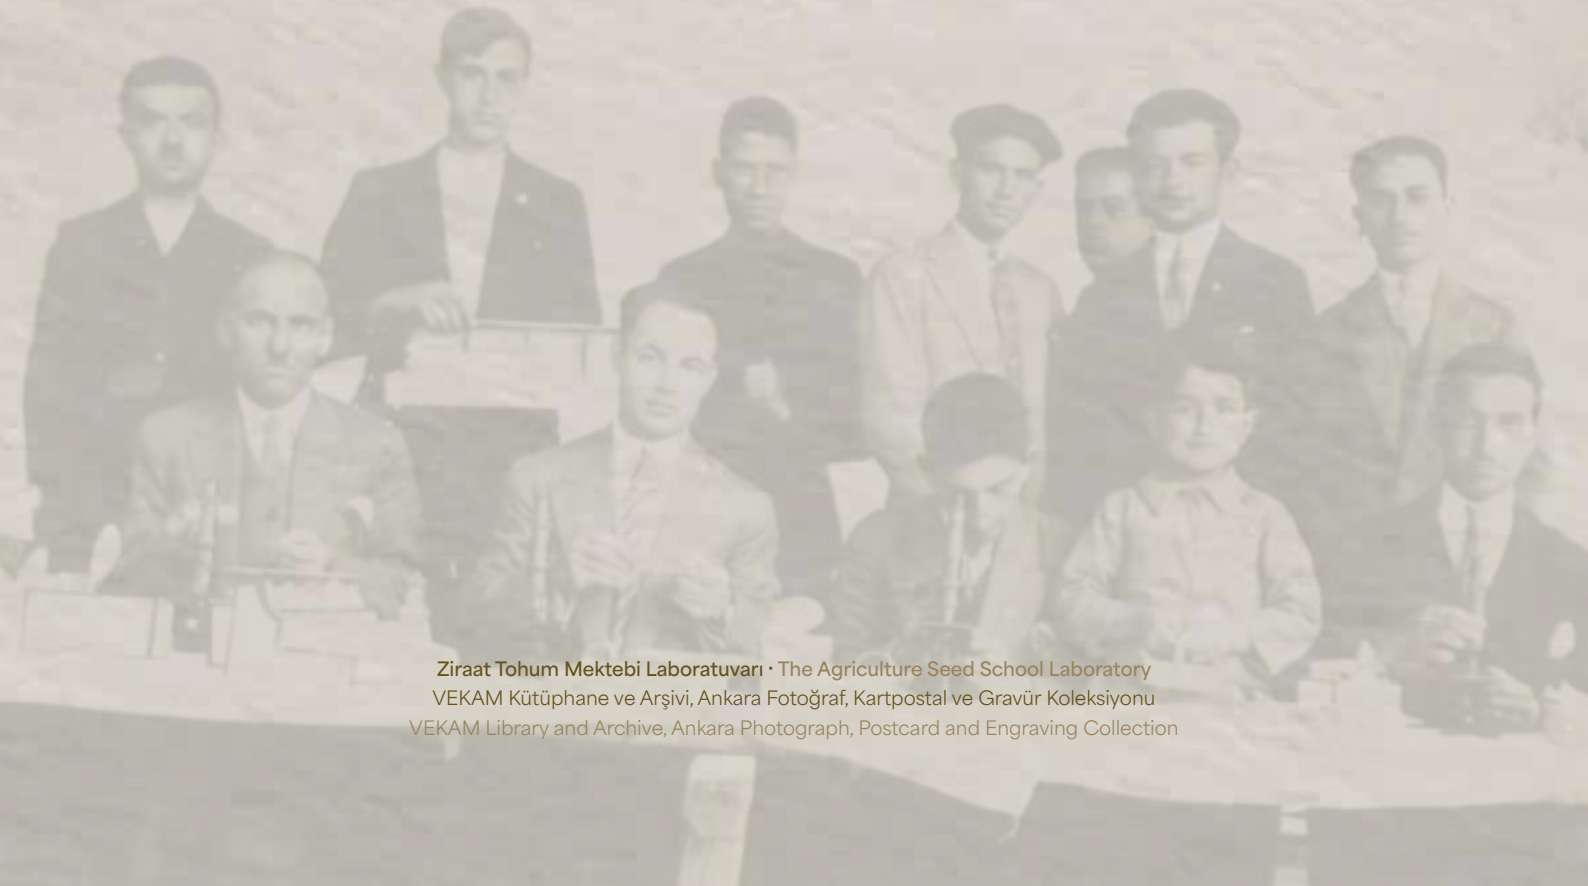 Ziraat Tohum Mektebi Laboratuvarı · The Agriculture Seed School Laboratory
VEKAM Kütüphane ve Arşivi, Ankara Fotoğraf, Kartpostal ve Gravür Koleksiyonu
VEKAM Library and Archive, Ankara Photograph, Postcard and Engraving Collection